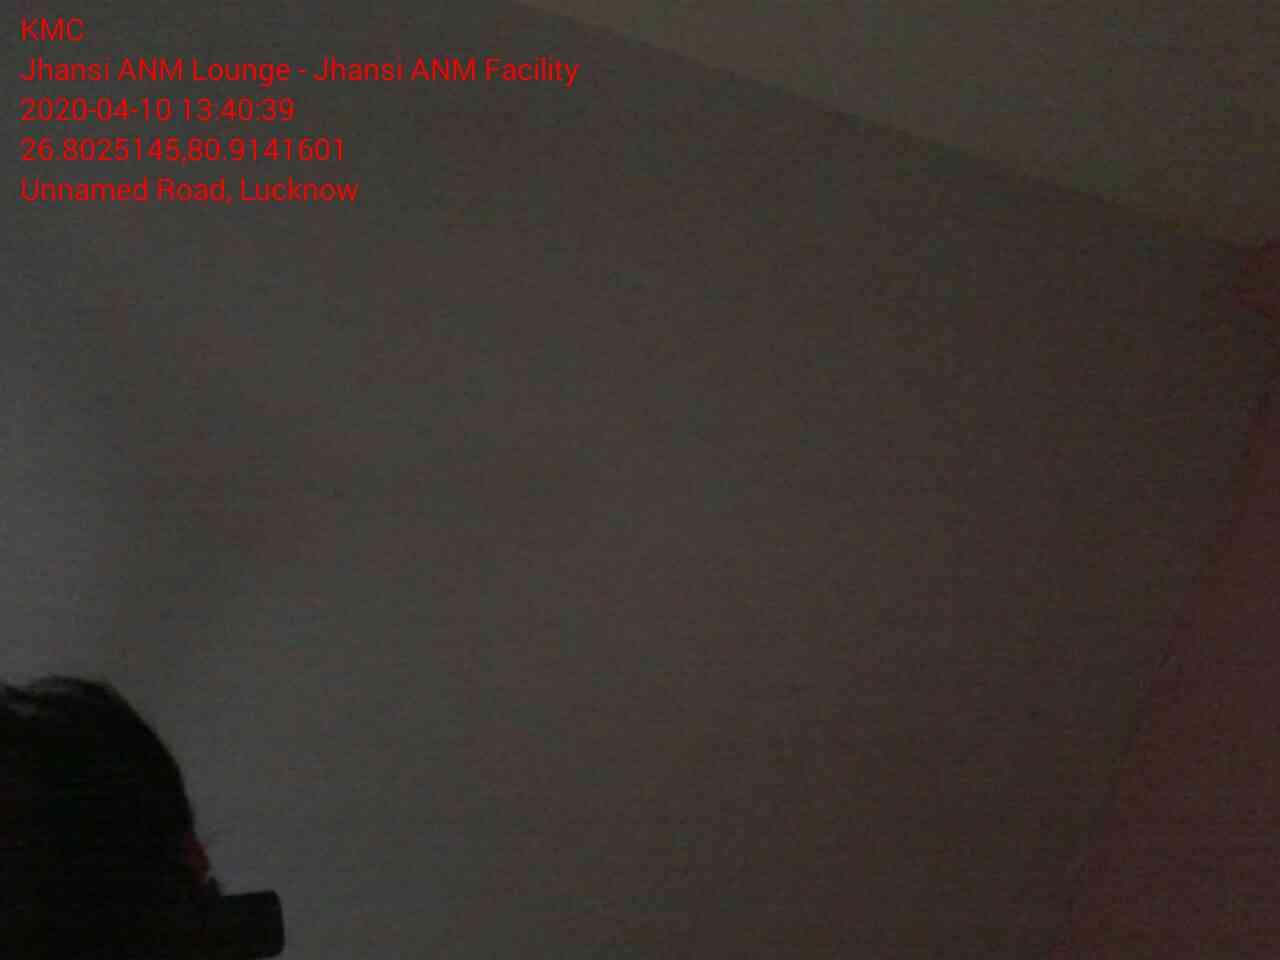 KMC
Jhansi ANM Lounge - Jhansi ANM Facility
2020-04-10 13:40:39
26.8025145,80.9141601
Unnamed Road, Lucknow